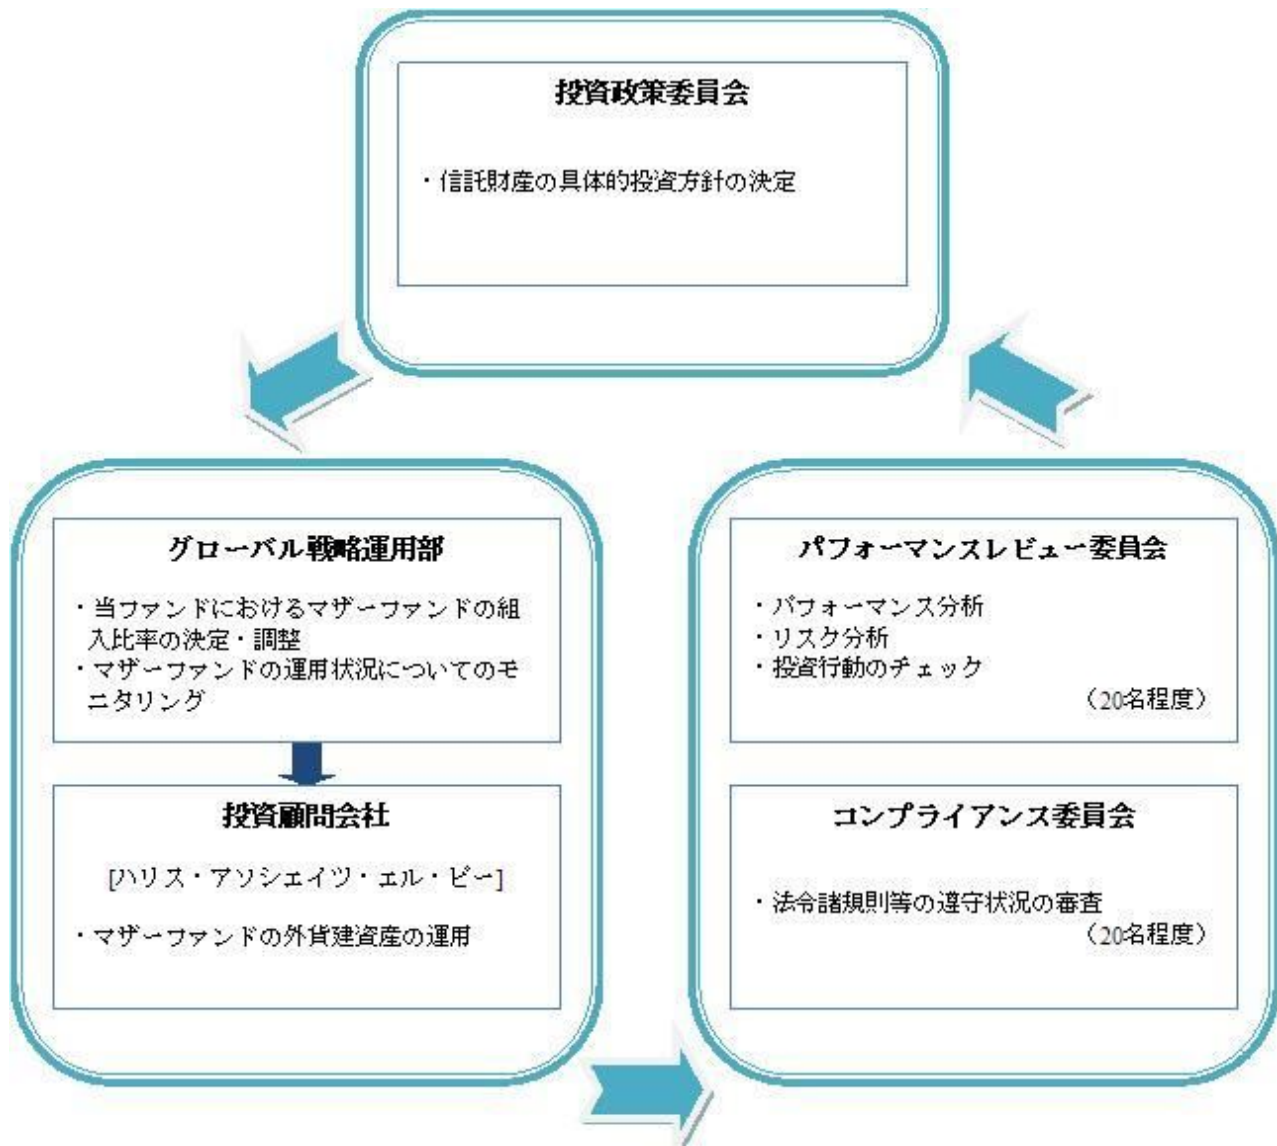 投資政策委員会
・信託財産の具体的投資方針の決定
グローバル戦略運用部
・当ファンドにおけるマザーファンドの組
入比率の決定・調整
・マザーファンドの運用状況についてのモ
ニタリング
投資顧問会社
[ハリス・アソシエイツ・エル・ピー]
・マザーファンドの外貨建資産の運用
パフォーマンスレビュー委員会
・パフォーマンス分析
・リスク分析
・投資行動のチェック
（20名程度）
コンプライアンス委員会
・法令諸規則等の遵守状況の審査
（20名程度）